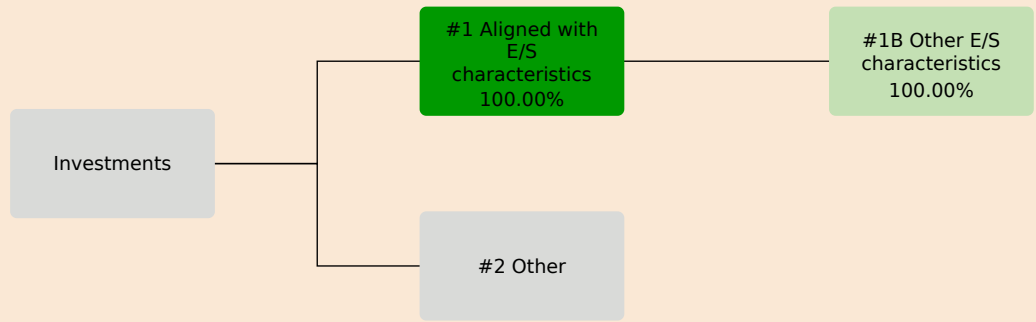 #1 Aligned with
E/S
characteristics
100.00%
#1B Other E/S
characteristics
100.00%
Investments
#2 Other